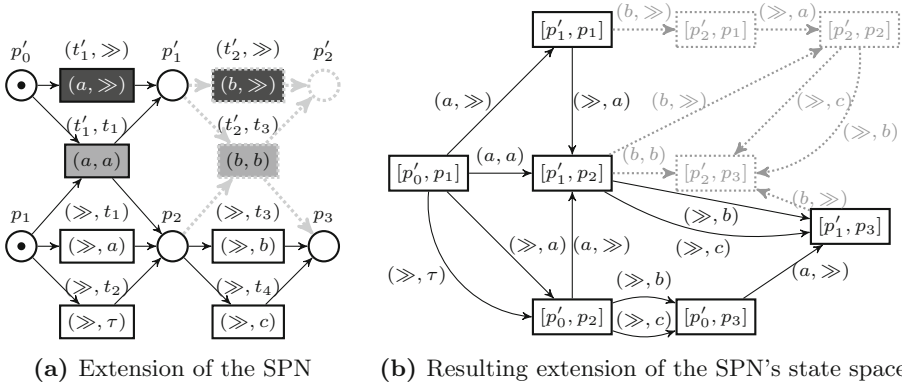 p′0 (t′1, ≫) p′1 (t′2, ≫) p′2
(a, ≫) (b, ≫)
(t′1, t1) (t′2, t3)
(a, a) (b, b)
p1 (≫, t1) p2 (≫, t3) p3
(≫, a) (≫, b)
(≫, t2) (≫, t4)
(≫, τ) (≫, c)
(a) Extension of the SPN
[p′1, p1] (b, ≫) [p′2, p1] (≫, a) [p′2, p2]
(a, ≫) (≫, a) (b, ≫) (≫, c) (≫, b)
[p′0, p1] (a, a) [p′1, p2] (b, b) [p′2, p3]
(b, ≫)
(≫, b) [p′1, p3]
(≫, τ) (≫, a) (a, ≫) (≫, c)
(≫, b) (a, ≫)
[p′0, p2] (≫, c) [p′0, p3]
(b) Resulting extension of the SPN's state space